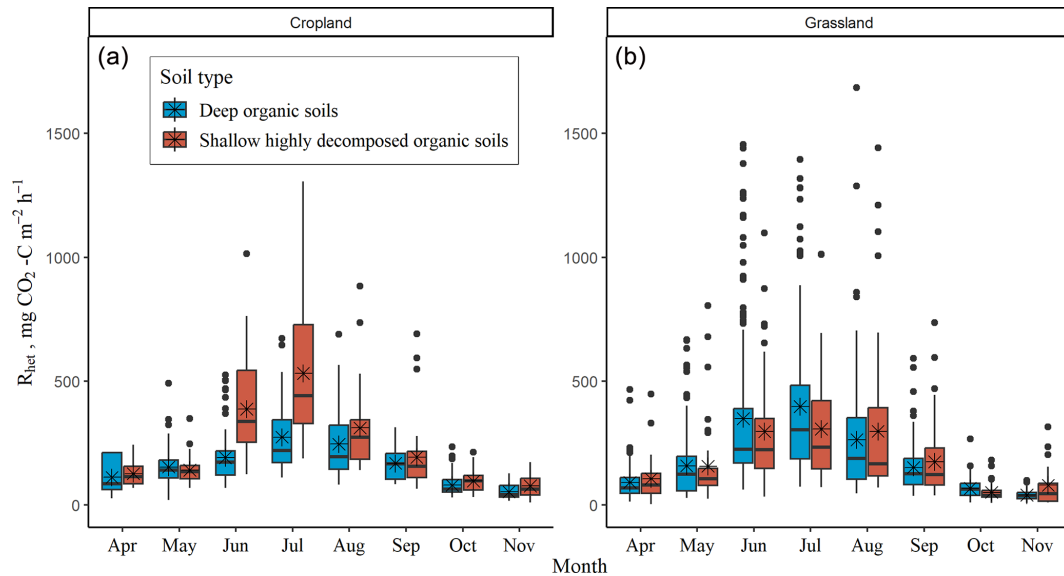 Cropland
Grassland
(a)
(b)
Soil type
Deep organic soils
Shallow highly decomposed organic soils
R_het , mg CO₂ -C m⁻² h⁻¹
1500
1000
500
0
1500
1000
500
0
Apr May Jun Jul Aug Sep Oct Nov
Apr May Jun Jul Aug Sep Oct Nov
Month